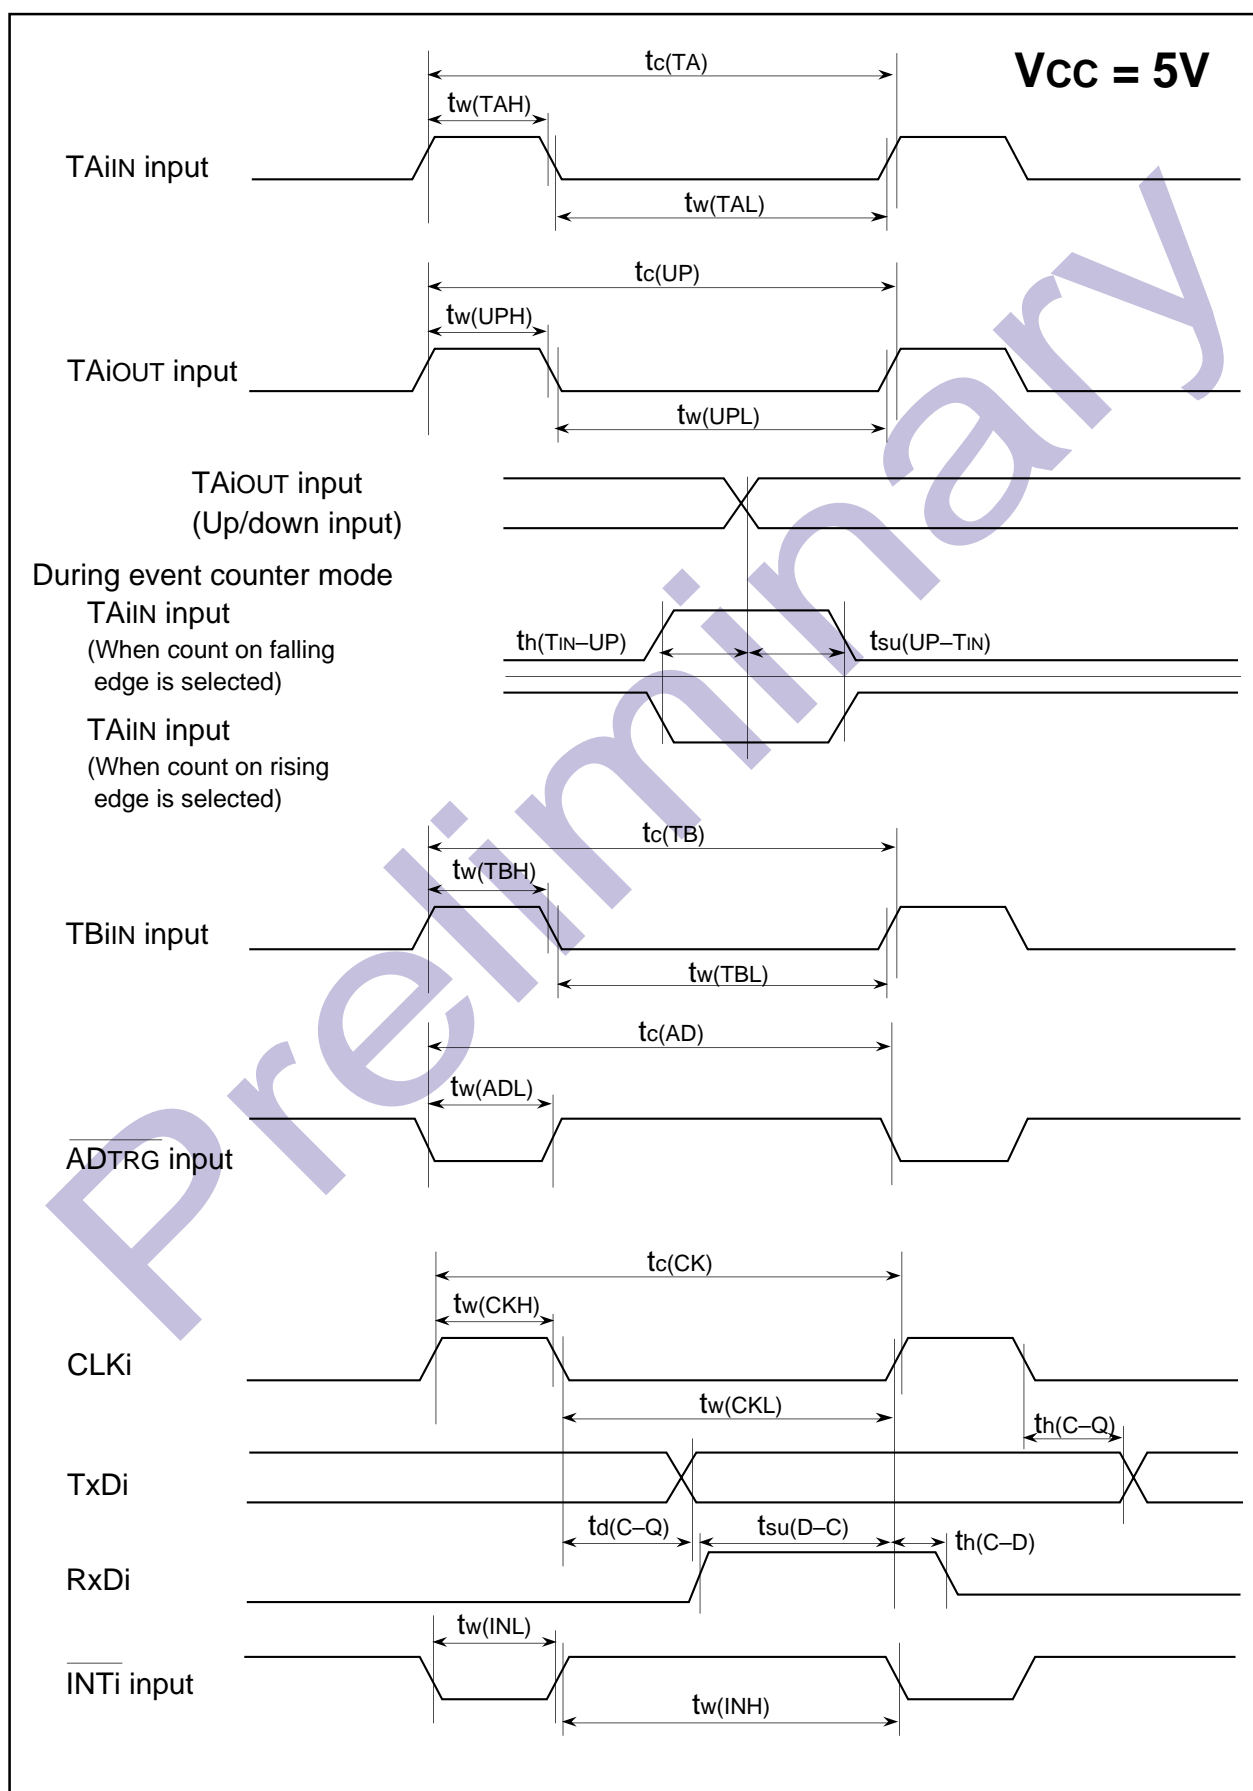 tc(TA)
VCC = 5V
tw(TAH)
TAiIN input
tw(TAL)
tc(UP)
tw(UPH)
TAiOUT input
tw(UPL)
TAiOUT input
(Up/down input)
During event counter mode
TAiIN input
(When count on falling
edge is selected)
th(TIN–UP)
tsu(UP–TIN)
TAiIN input
(When count on rising
edge is selected)
tc(TB)
tw(TBH)
TBiIN input
tw(TBL)
tc(AD)
tw(ADL)
ADTRG input
tc(CK)
tw(CKH)
CLKi
tw(CKL)
th(C–Q)
TxDi
td(C–Q)
tsu(D–C)
th(C–D)
RxDi
tw(INL)
INTi input
tw(INH)
Preliminary